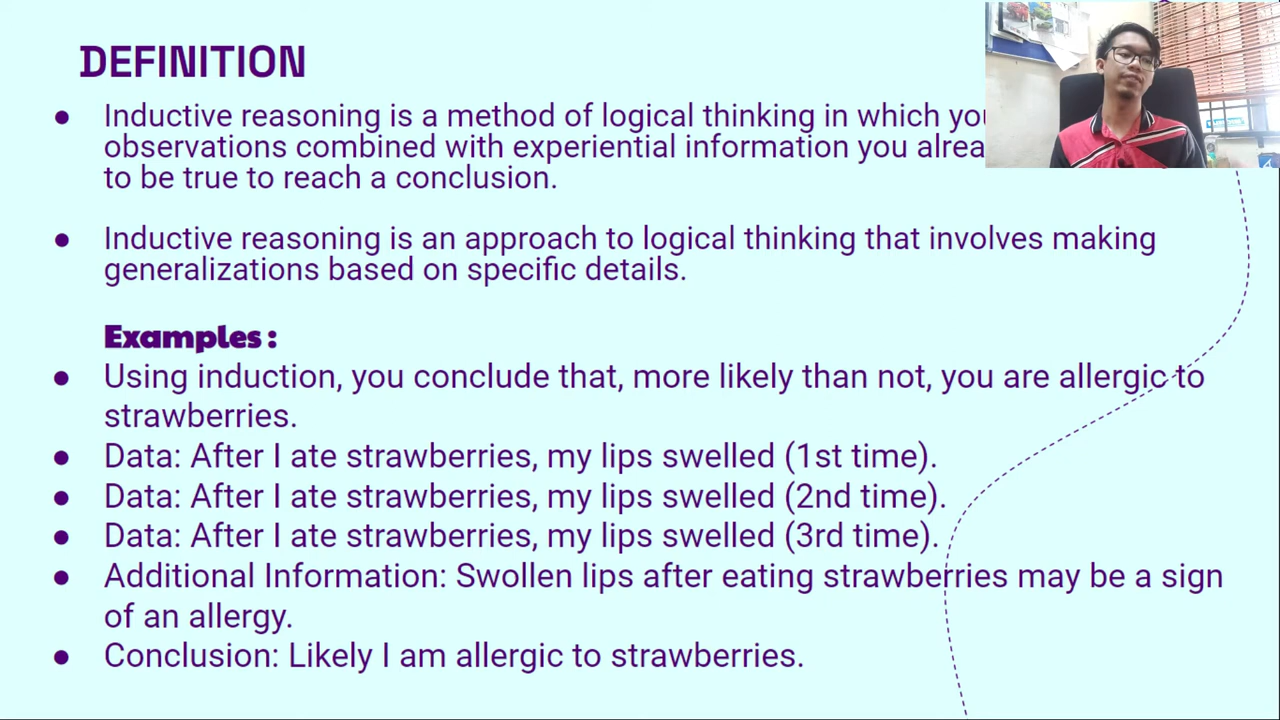 DEFINITION
● Inductive reasoning is a method of logical thinking in which
observations combined with experiential information you
to be true to reach a conclusion.
● Inductive reasoning is an approach to logical thinking that involves making
generalizations based on specific details.
Examples :
● Using induction, you conclude that, more likely than not, you are allergic to
strawberries.
● Data: After I ate strawberries, my lips swelled (1st time).
● Data: After I ate strawberries, my lips swelled (2nd time).
● Data: After I ate strawberries, my lips swelled (3rd time).
● Additional Information: Swollen lips after eating strawberries may be a sign
of an allergy.
● Conclusion: Likely I am allergic to strawberries.